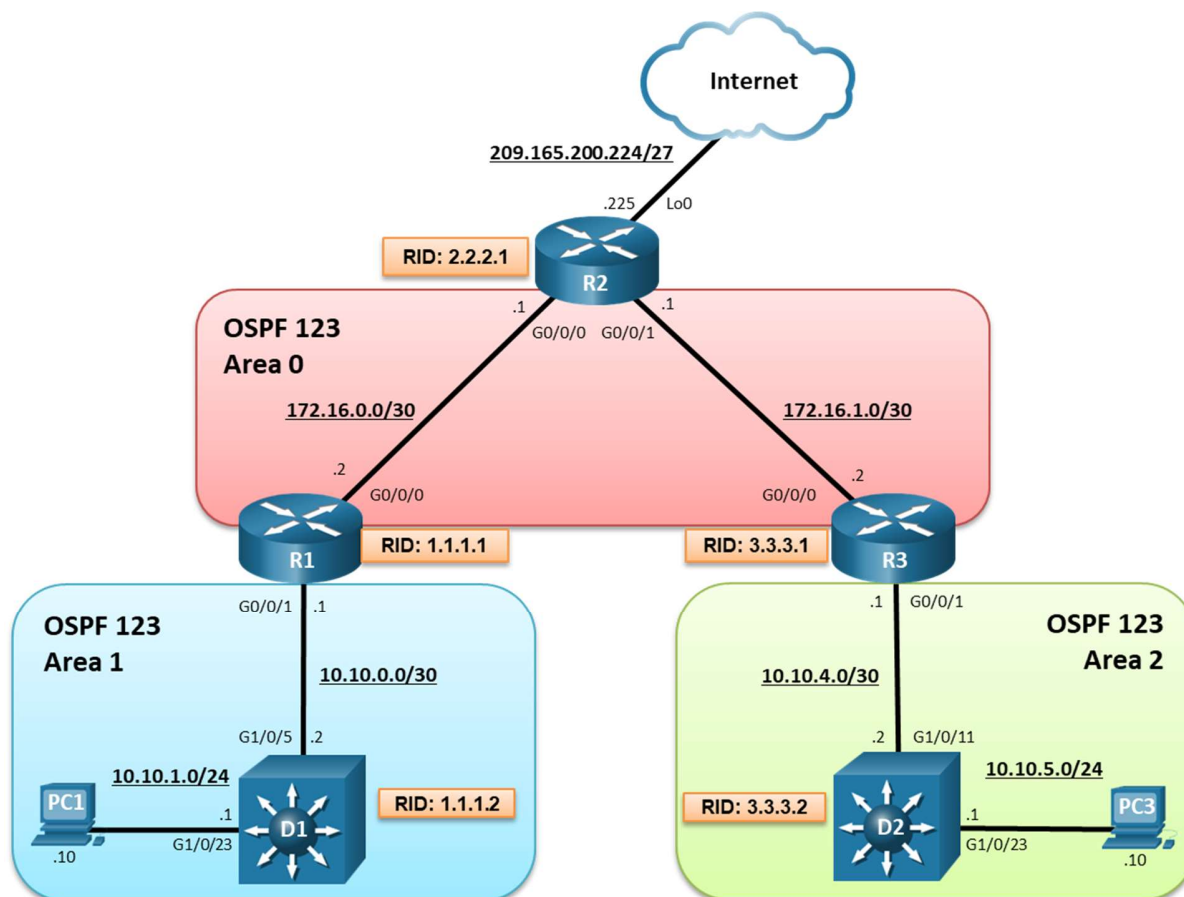 Internet
209.165.200.224/27
.225 Lo0
RID: 2.2.2.1
R2
OSPF 123
Area 0
.1 .1
G0/0/0 G0/0/1
172.16.0.0/30 172.16.1.0/30
.2 .2
G0/0/0 G0/0/0
R1 RID: 1.1.1.1 RID: 3.3.3.1 R3
OSPF 123
Area 1
G0/0/1 .1
10.10.0.0/30
G1/0/5 .2
10.10.1.0/24
PC1
.10
.1
G1/0/23
D1
RID: 1.1.1.2
OSPF 123
Area 2
.1 G0/0/1
10.10.4.0/30
.2 G1/0/11
10.10.5.0/24
RID: 3.3.3.2
D2
.1
G1/0/23
PC3
.10